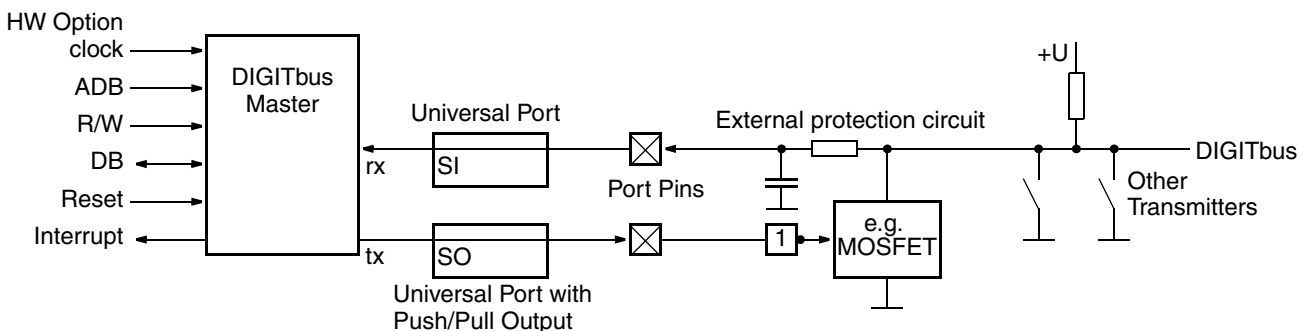 HW Option
clock
ADB
R/W
DB
Reset
Interrupt
DIGITbus
Master
rx
tx
Universal Port
SI
SO
Universal Port with
Push/Pull Output
Port Pins
External protection circuit
1
e.g.
MOSFET
+U
DIGITbus
Other
Transmitters